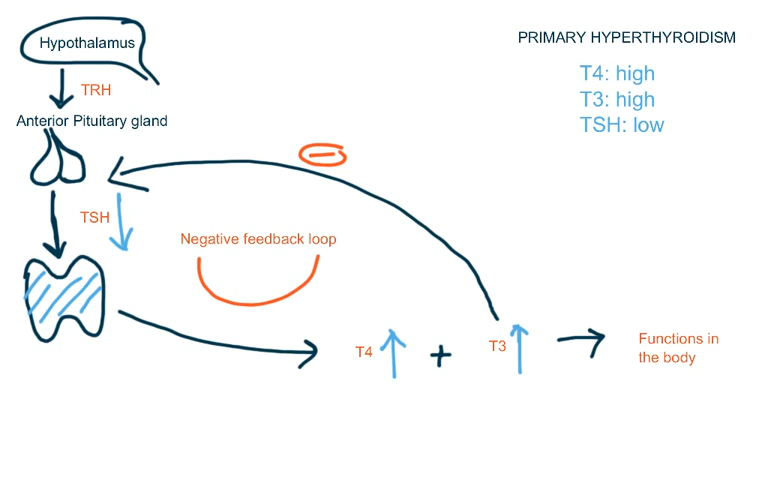 Hypothalamus
PRIMARY HYPERTHYROIDISM
T4: high
T3: high
TSH: low
TRH
Anterior Pituitary gland
TSH
Negative feedback loop
T4
+
T3
Functions in
the body